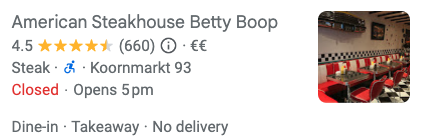 American Steakhouse Betty Boop
4.5 (660) · €€
Steak · · Koornmarkt 93
Closed · Opens 5 pm
Dine-in · Takeaway · No delivery